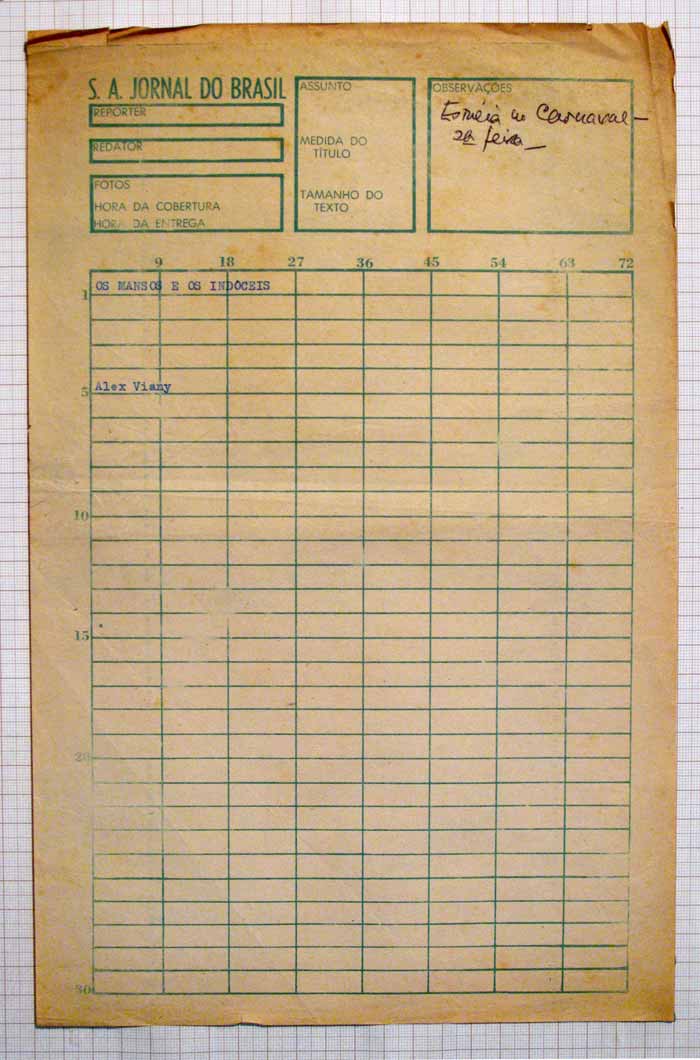 S. A. JORNAL DO BRASIL
REPÓRTER
REDATOR
FOTOS
HORA DA COBERTURA
HORA DA ENTREGA
ASSUNTO
MEDIDA DO
TÍTULO
TAMANHO DO
TEXTO
OBSERVAÇÕES
Estréia no Carnaval —
2ª feira —
9 18 27 36 45 54 63 72
1 OS MANSOS E OS INDÓCEIS
5 Alex Viany
10
15
20
30